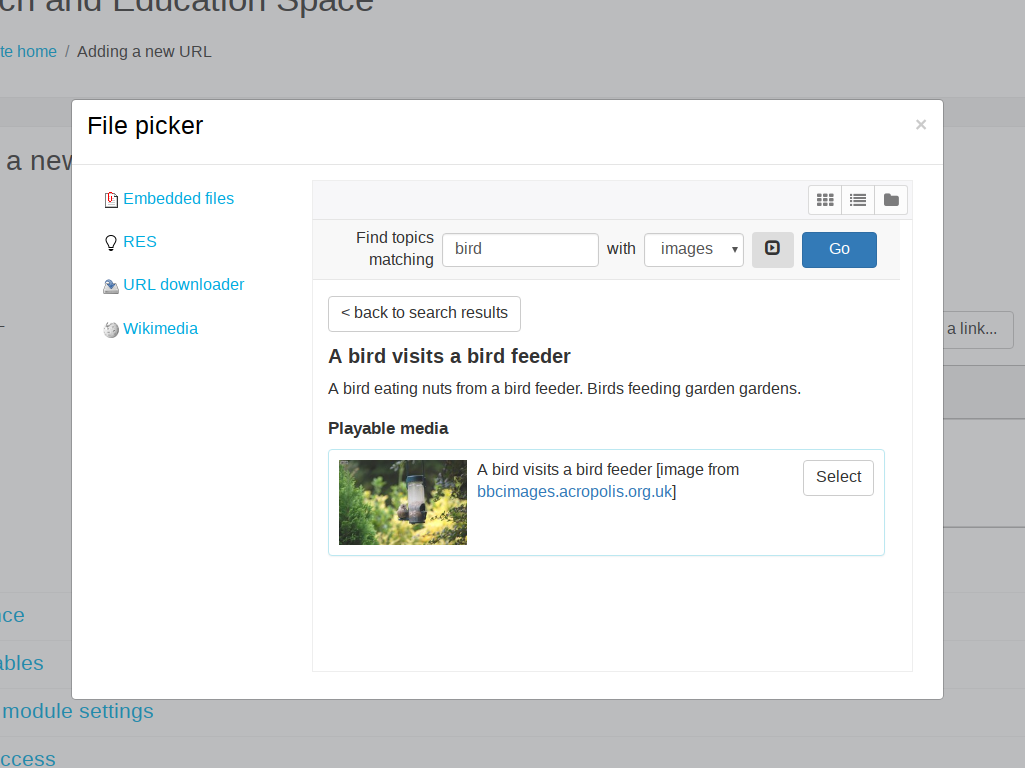 ch and Education Space
te home / Adding a new URL
File picker
×
a new
Embedded files
RES
URL downloader
Wikimedia
Find topics
matching
bird
with
images
Go
< back to search results
a link...
A bird visits a bird feeder
A bird eating nuts from a bird feeder. Birds feeding garden gardens.
Playable media
A bird visits a bird feeder [image from
bbcimages.acropolis.org.uk]
Select
nce
ables
module settings
ccess